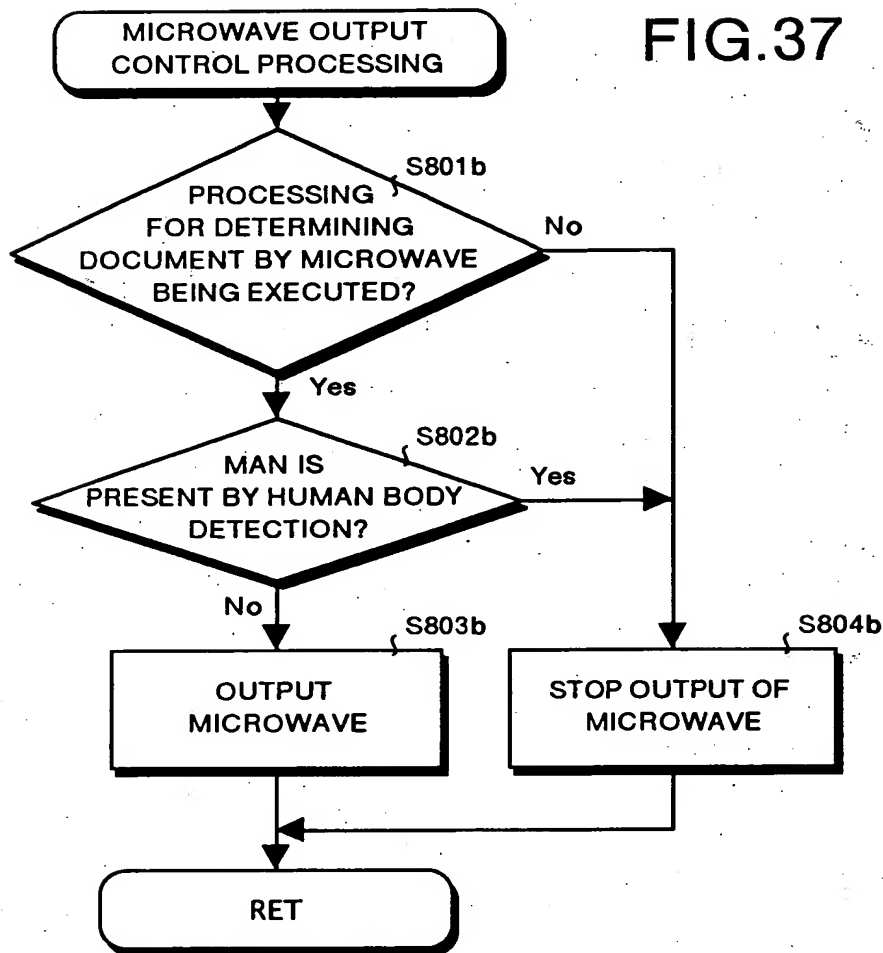 MICROWAVE OUTPUT
CONTROL PROCESSING
FIG.37
S801b
PROCESSING
FOR DETERMINING
DOCUMENT BY MICROWAVE
BEING EXECUTED?
No
Yes
S802b
MAN IS
PRESENT BY HUMAN BODY
DETECTION?
Yes
No
S803b
OUTPUT
MICROWAVE
S804b
STOP OUTPUT OF
MICROWAVE
RET